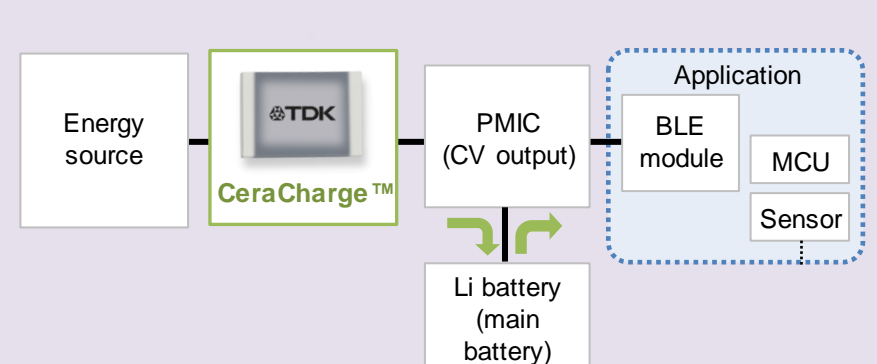 Energy
source
TDK
CeraCharge™
PMIC
(CV output)
Application
BLE
module
MCU
Sensor
Li battery
(main
battery)